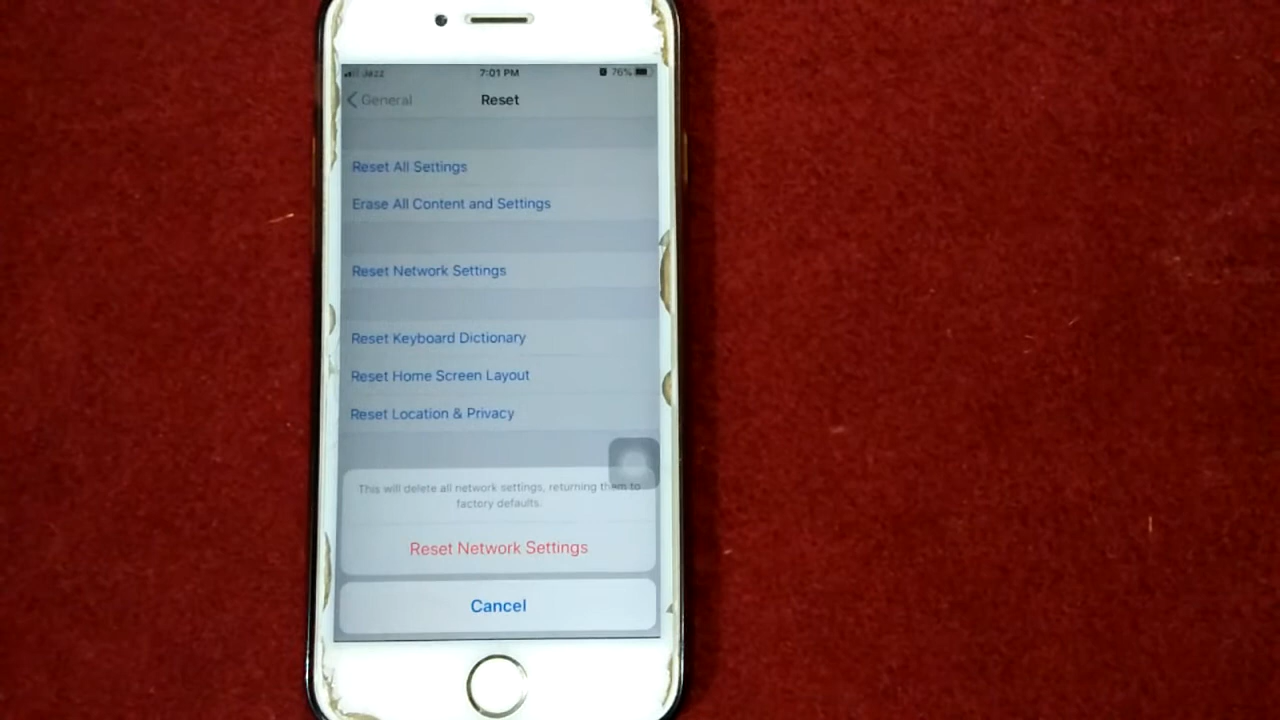 Jazz 7:01 PM 76%
General Reset
Reset All Settings
Erase All Content and Settings
Reset Network Settings
Reset Keyboard Dictionary
Reset Home Screen Layout
Reset Location & Privacy
This will delete all network settings, returning them to
factory defaults.
Reset Network Settings
Cancel